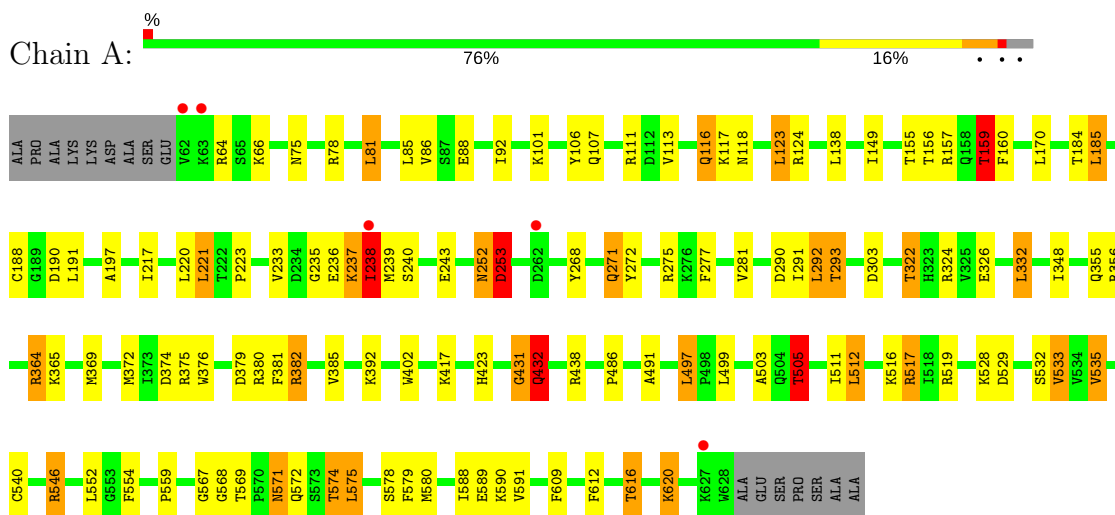 %
Chain A:
76% 16% • • •
ALA PRO ALA LYS LYS ASP ALA SER GLU V62 K63 R64 S65 K66 N75 R78 L81 L85 V86 S87 E88 I92 K101 Y106 Q107 R111 D112 V113 Q116 K117 N118 L123 R124 L138 I149 T155 T156 R157 Q158 T159 F160 L170 T184 L185
C188 G189 D190 L191 A197 I217 L220 L221 T222 P223 V233 D234 G235 E236 K237 I238 M239 S240 E243 N252 D253 D262 Y268 Q271 Y272 R275 K276 F277 V281 D290 I291 L292 T293 D303 T322 H323 R324 V325 E326 L332 I348 Q355 R356
R364 K365 M369 M372 I373 D374 R375 W376 D379 R380 F381 R382 V385 K392 W402 K417 H423 G431 Q432 R438 P486 A491 L497 P498 L499 A503 Q504 T505 I511 L512 K516 R517 I518 R519 K528 D529 S532 V533 V534 V535
C540 R546 L552 G553 F554 P559 G567 G568 T569 P570 N571 Q572 S573 T574 L575 S578 F579 M580 I588 E589 K590 V591 F609 F612 T616 K620 K627 W628 ALA GLU SER PRO SER ALA ALA